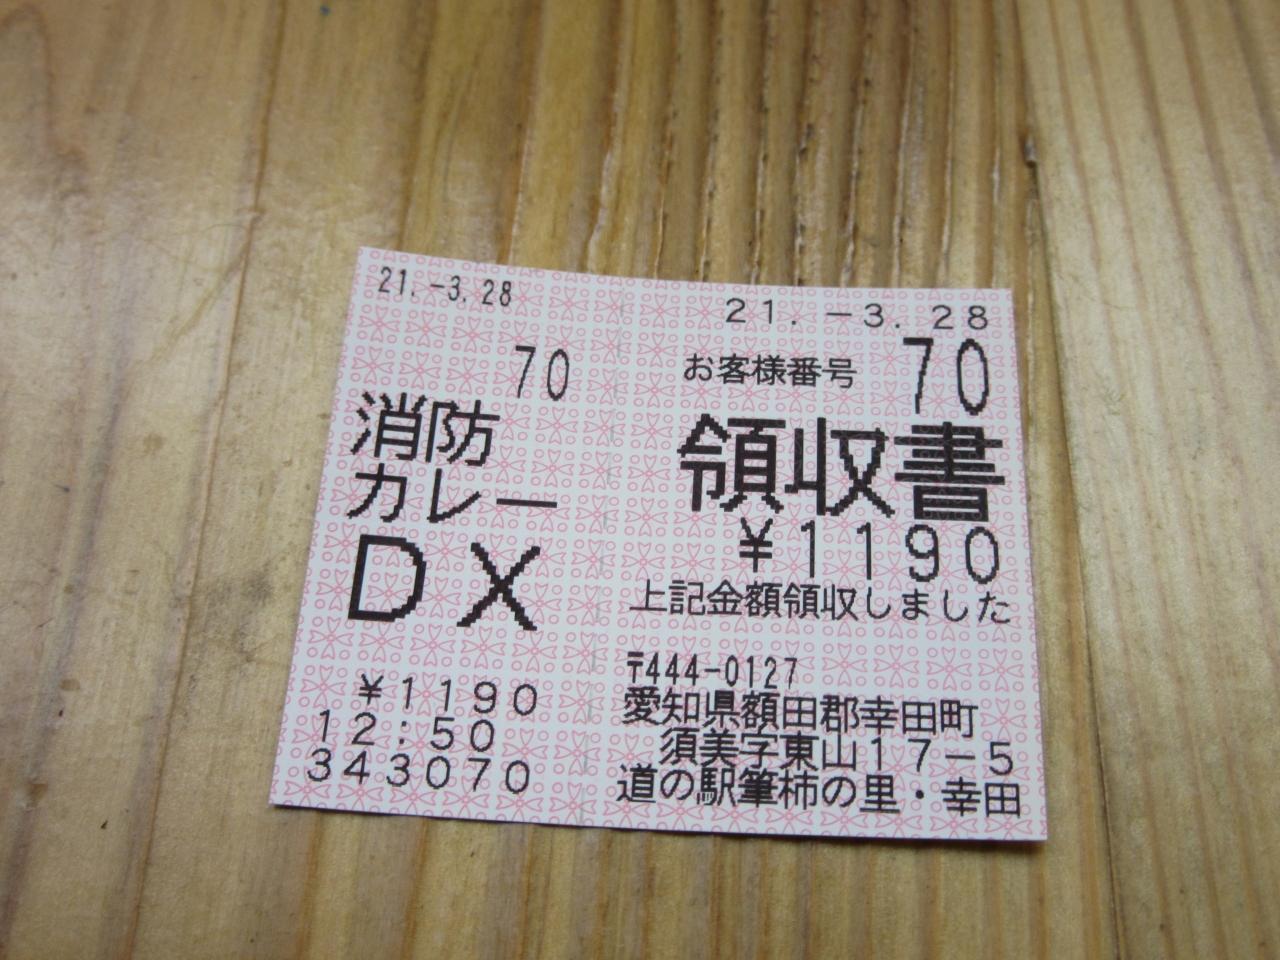 21.-3.28
70
消防
カレー
DX
¥1190
12:50
343070
21.-3.28
お客様番号 70
領収書
¥1190
上記金額領収しました
〒444-0127
愛知県額田郡幸田町
須美字東山17-5
道の駅筆柿の里・幸田